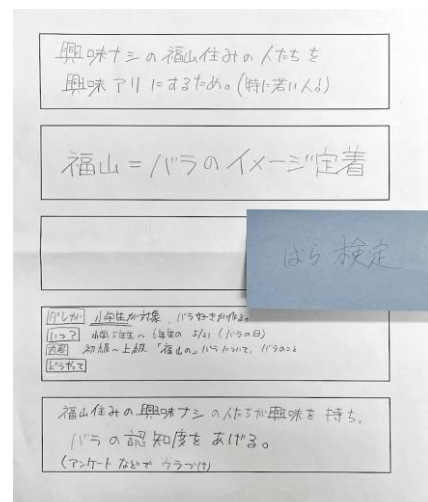 興味ナシの福山住みの人たちを
興味アリにするため。(特に若い人!)
福山=バラのイメージ定着
ばら検定
だれが 小学生が対象、バラ好きが作る。
いつ? 小学5年生~6年生の 5/21(バラの日)
内容 初級~上級 「福山の」バラについて、バラのこと
どうやって
福山住みの興味ナシの人たちが興味を持ち、
バラの認知度をあげる。
(アンケートなどでウラづけ)